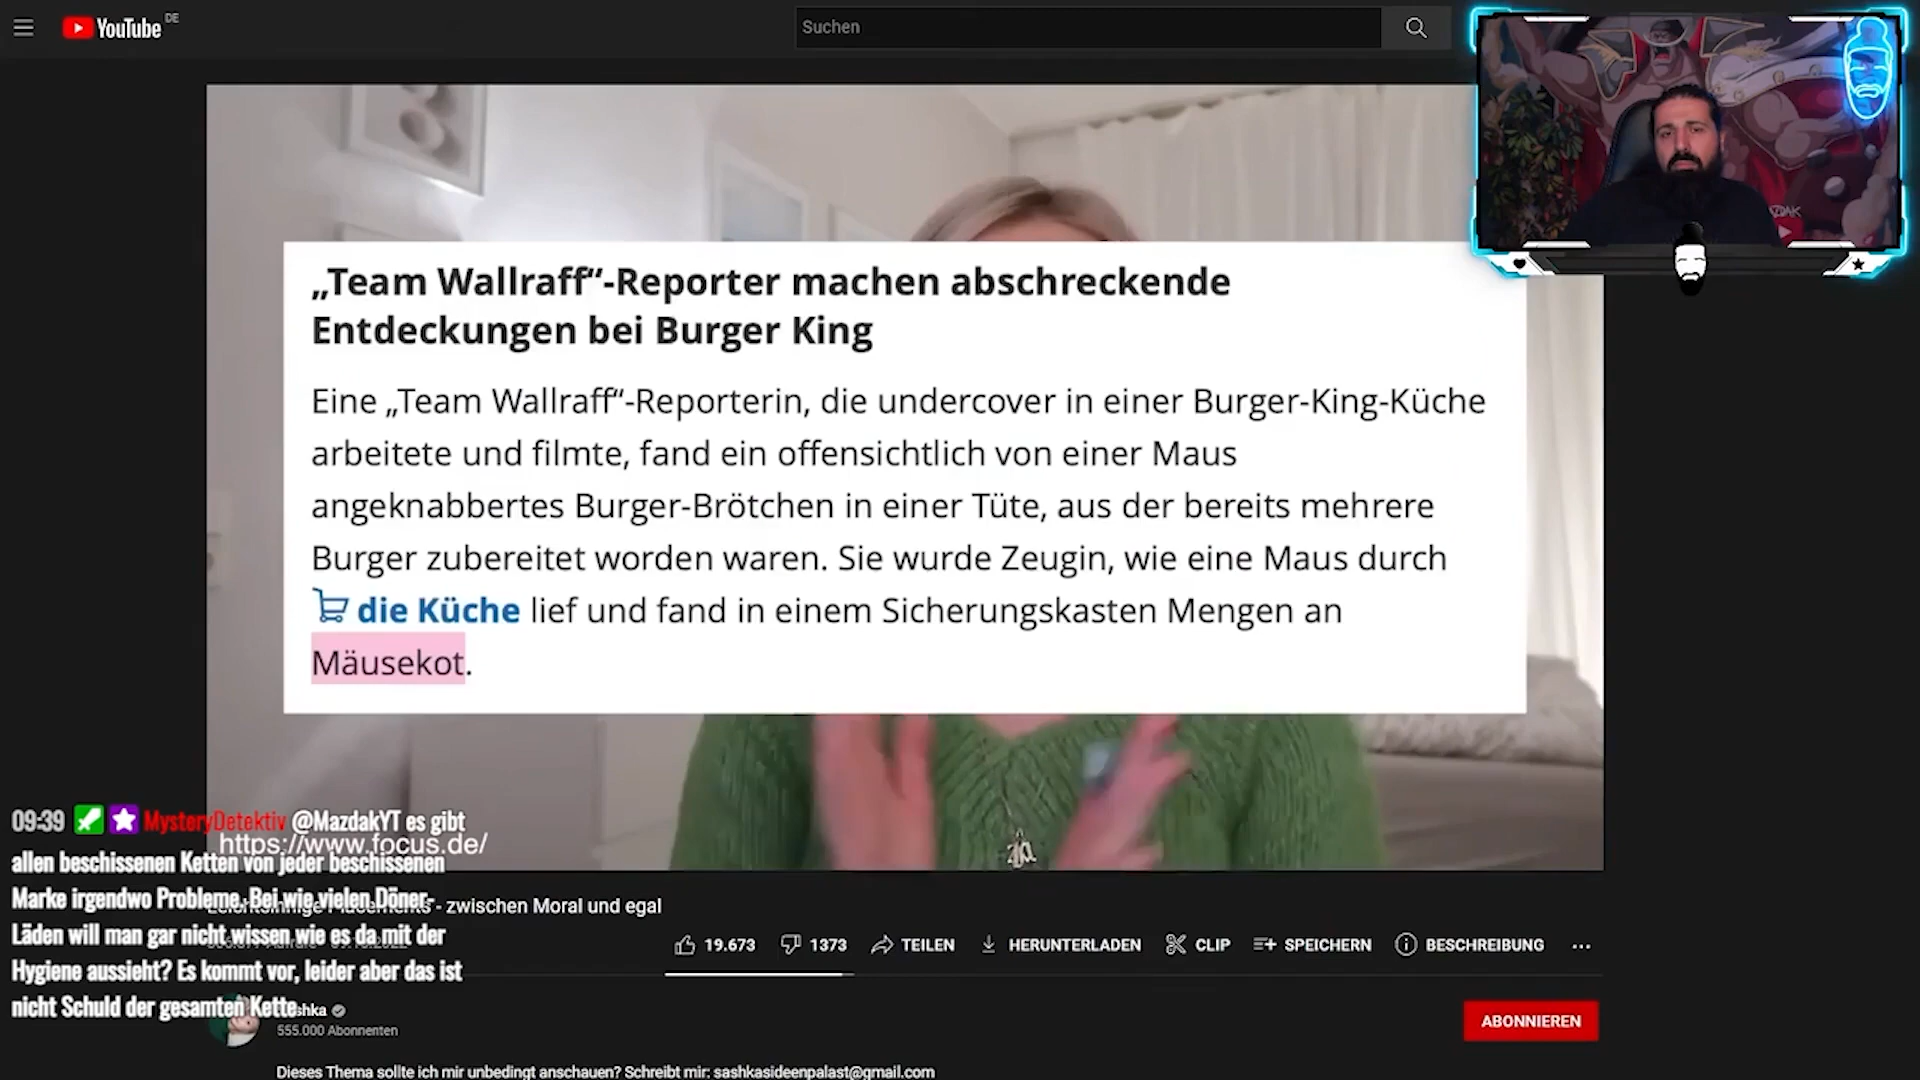 YouTube DE
Suchen
„Team Wallraff“-Reporter machen abschreckende
Entdeckungen bei Burger King
Eine „Team Wallraff“-Reporterin, die undercover in einer Burger-King-Küche
arbeitete und filmte, fand ein offensichtlich von einer Maus
angeknabbertes Burger-Brötchen in einer Tüte, aus der bereits mehrere
Burger zubereitet worden waren. Sie wurde Zeugin, wie eine Maus durch
die Küche lief und fand in einem Sicherungskasten Mengen an
Mäusekot.
09:39 MysteryDetektiv @MazdakYT es gibt
allen beschissenen Ketten von jeder beschissenen
Marke irgendwo Probleme. Bei wie vielen Döner-
Läden will man gar nicht wissen wie es da mit der
Hygiene aussieht? Es kommt vor, leider aber das ist
nicht Schuld der gesamten Kette
https://www.focus.de/
- zwischen Moral und egal
19.673 1373 TEILEN HERUNTERLADEN CLIP SPEICHERN BESCHREIBUNG ...
555.000 Abonnenten
ABONNIEREN
Dieses Thema sollte ich mir unbedingt anschauen? Schreibt mir: sashkasideenpalast@gmail.com